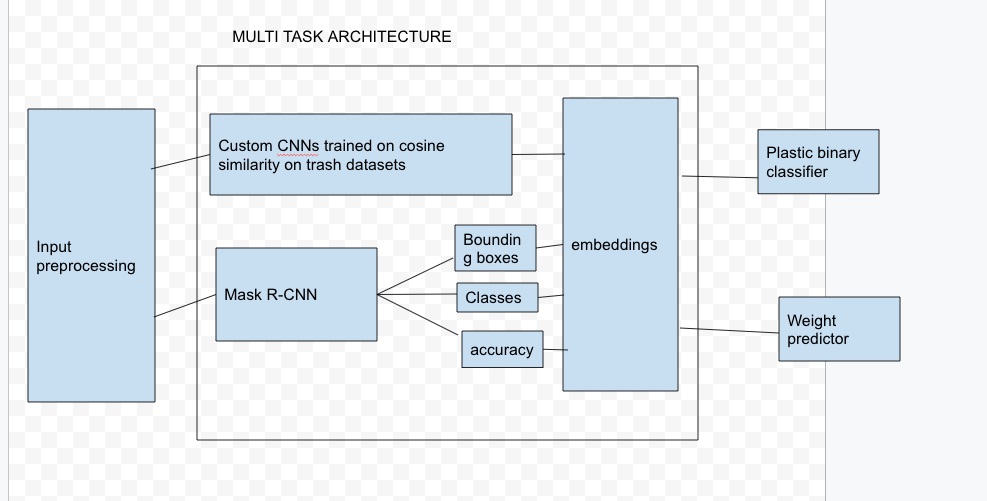 MULTI TASK ARCHITECTURE
Input
preprocessing
Custom CNNs trained on cosine
similarity on trash datasets
Mask R-CNN
Boundin
g boxes
Classes
accuracy
embeddings
Plastic binary
classifier
Weight
predictor